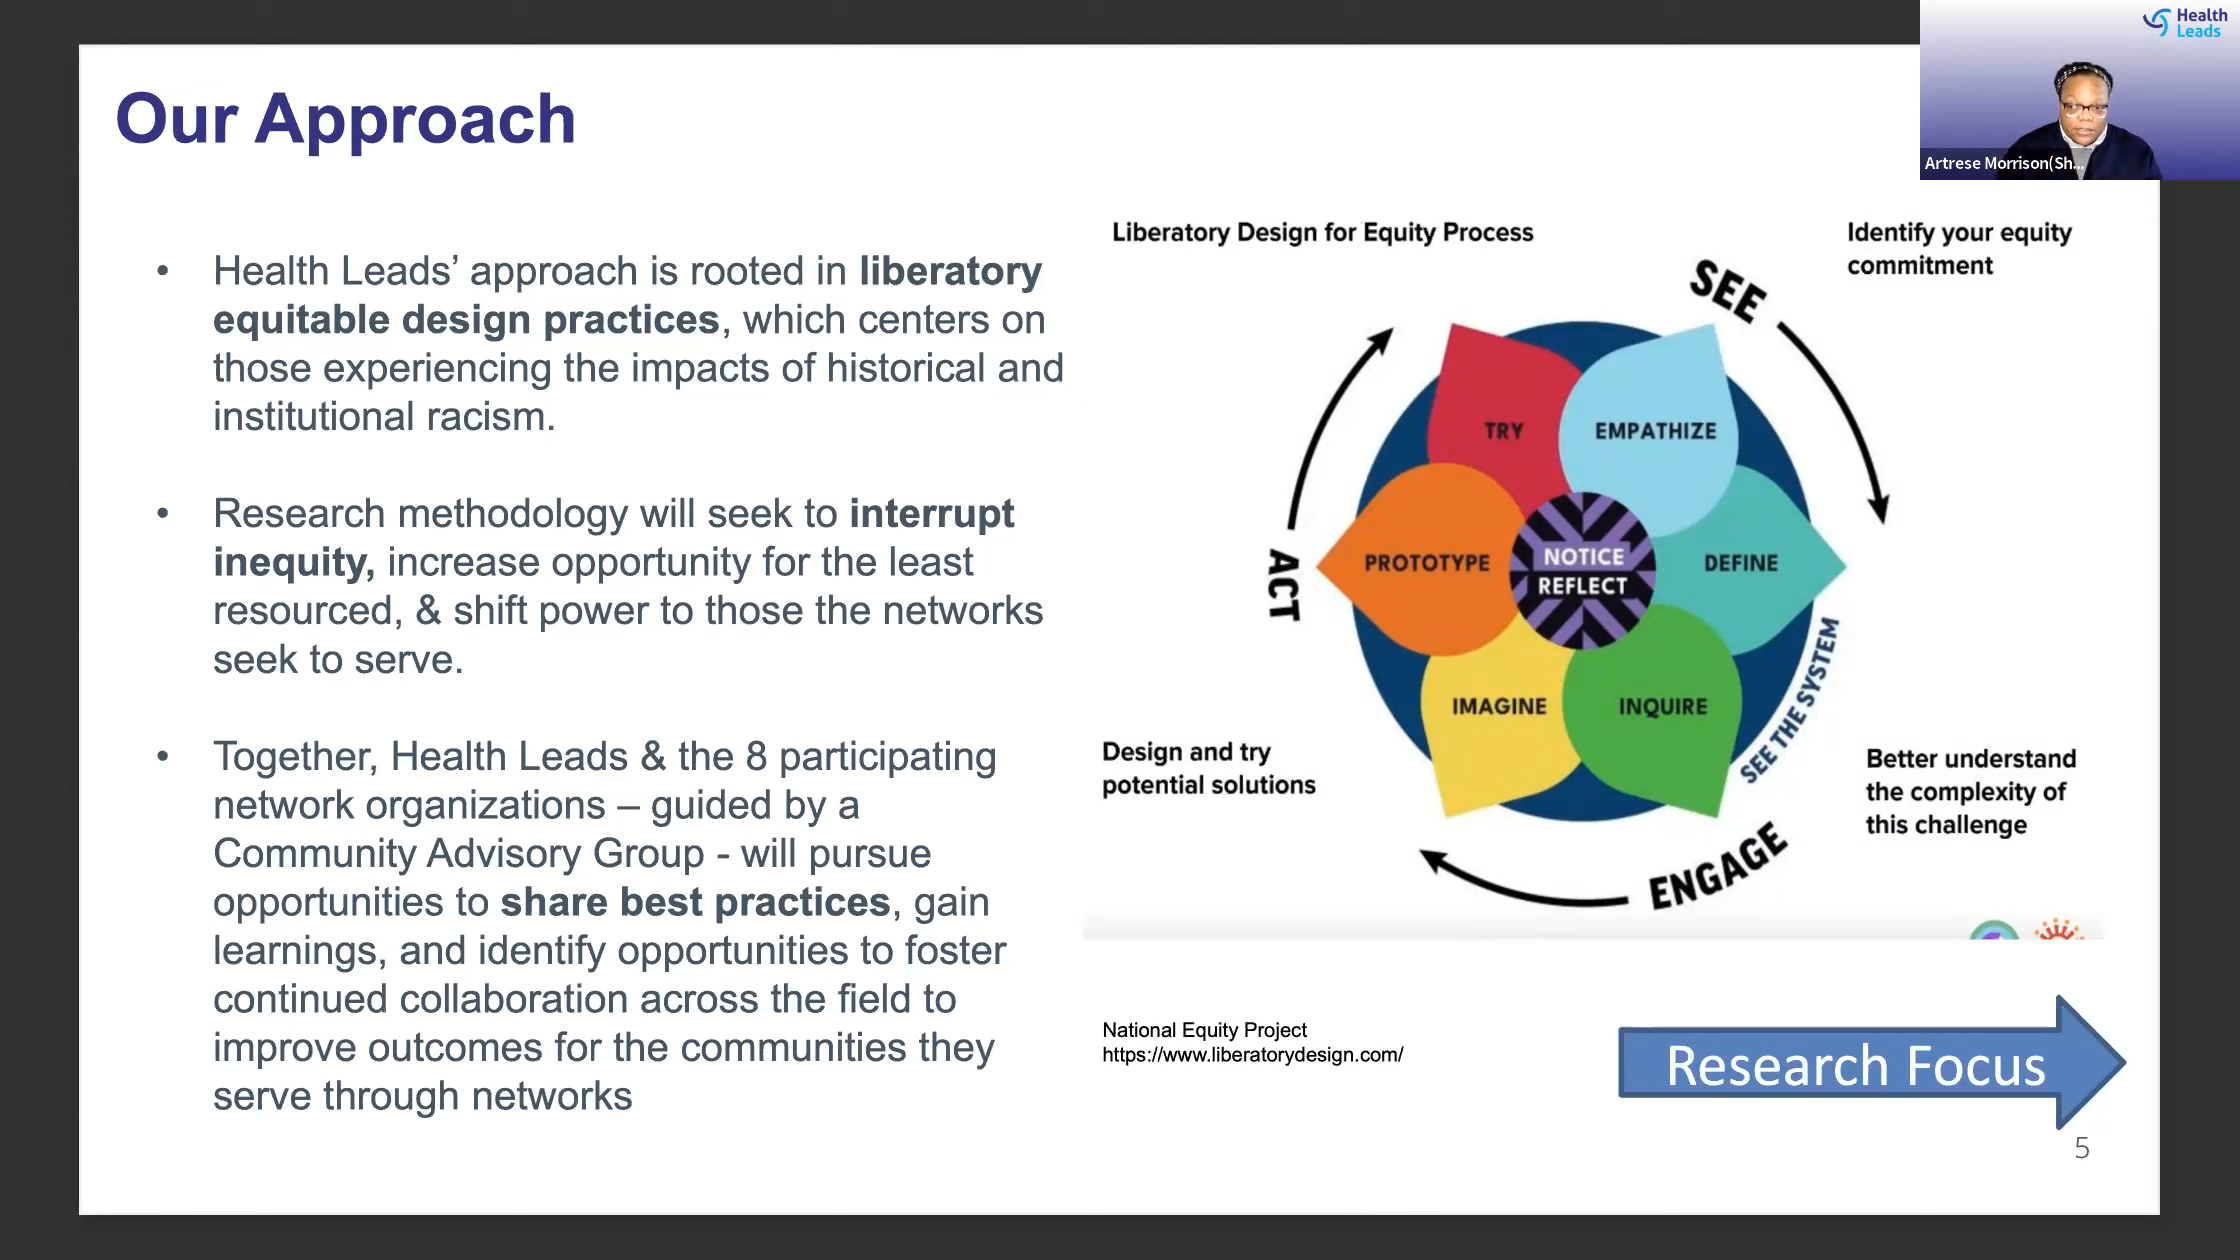 Health
Leads
Artrese Morrison(Sh...
Our Approach
• Health Leads’ approach is rooted in liberatory
equitable design practices, which centers on
those experiencing the impacts of historical and
institutional racism.
• Research methodology will seek to interrupt
inequity, increase opportunity for the least
resourced, & shift power to those the networks
seek to serve.
• Together, Health Leads & the 8 participating
network organizations – guided by a
Community Advisory Group - will pursue
opportunities to share best practices, gain
learnings, and identify opportunities to foster
continued collaboration across the field to
improve outcomes for the communities they
serve through networks
Liberatory Design for Equity Process
Identify your equity
commitment
SEE
TRY
EMPATHIZE
PROTOTYPE
NOTICE
REFLECT
DEFINE
ACT
IMAGINE
INQUIRE
SEE THE SYSTEM
Design and try
potential solutions
Better understand
the complexity of
this challenge
ENGAGE
National Equity Project
https://www.liberatorydesign.com/
Research Focus
5